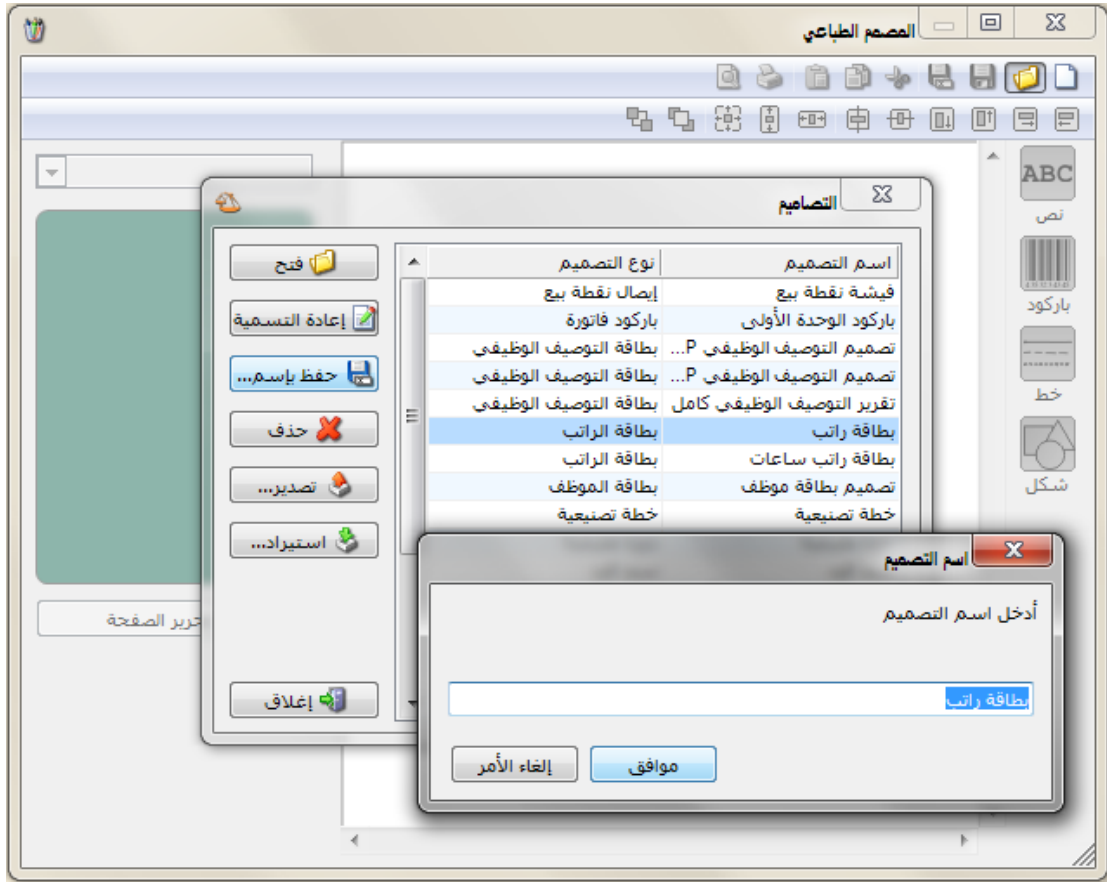 المصمم الطباعي
ABC
نص
باركود
خط
شكل
التصاميم
اسم التصميم نوع التصميم
فيشة نقطة بيع إيصال نقطة بيع
باركود الوحدة الأولى باركود فاتورة
تصميم التوصيف الوظيفي P... بطاقة التوصيف الوظيفي
تصميم التوصيف الوظيفي P... بطاقة التوصيف الوظيفي
تقرير التوصيف الوظيفي كامل بطاقة التوصيف الوظيفي
بطاقة راتب بطاقة الراتب
بطاقة راتب ساعات بطاقة الراتب
تصميم بطاقة موظف بطاقة الموظف
خطة تصنيعية خطة تصنيعية
فتح
إعادة التسمية
حفظ بإسم...
حذف
تصدير...
استيراد...
إغلاق
الصفحة
اسم التصميم
أدخل اسم التصميم
بطاقة راتب
موافق إلغاء الأمر